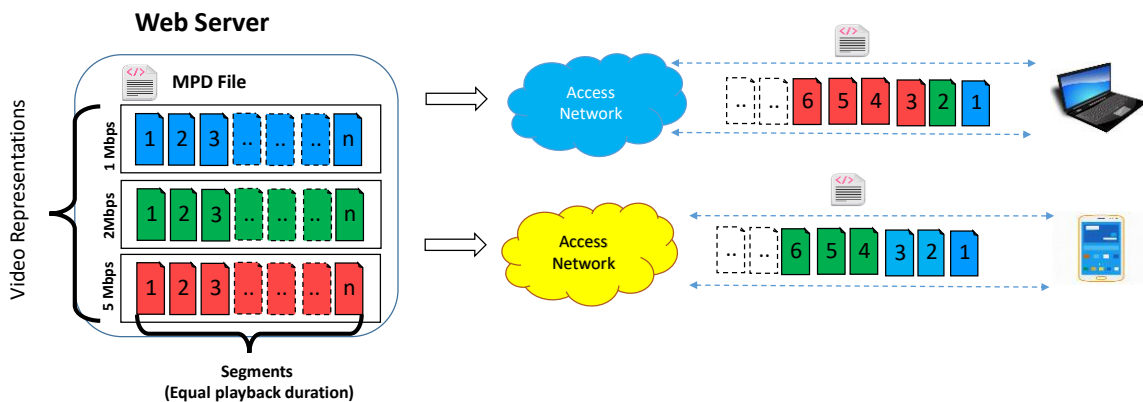 Web Server
</>
MPD File
Video Representations
1 Mbps
1 2 3 .. .. .. n
2Mbps
1 2 3 .. .. .. n
5 Mbps
1 2 3 .. .. .. n
Segments
(Equal playback duration)
Access
Network
</>
.. .. 6 5 4 3 2 1
Access
Network
</>
.. .. 6 5 4 3 2 1